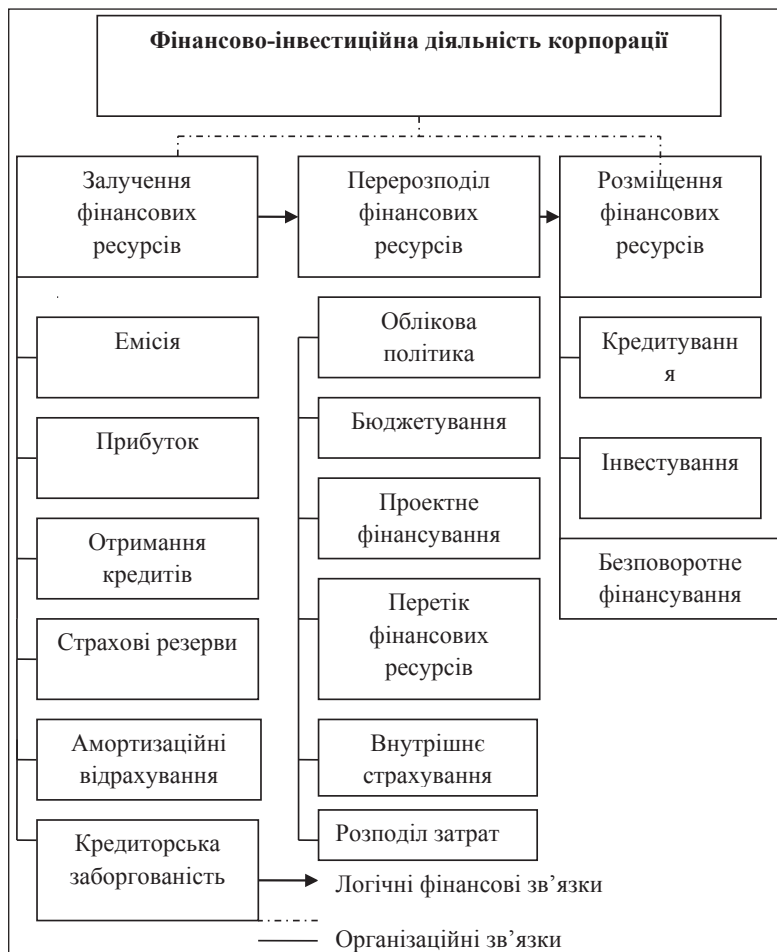 Фінансово-інвестиційна діяльність корпорації
Залучення
фінансових
ресурсів
Перерозподіл
фінансових
ресурсів
Розміщення
фінансових
ресурсів
Емісія
Прибуток
Отримання
кредитів
Страхові резерви
Амортизаційні
відрахування
Кредиторська
заборгованість
Облікова
політика
Бюджетування
Проектне
фінансування
Перетік
фінансових
ресурсів
Внутрішнє
страхування
Розподіл затрат
Кредитуванн
я
Інвестування
Безповоротне
фінансування
Логічні фінансові зв’язки
Організаційні зв’язки